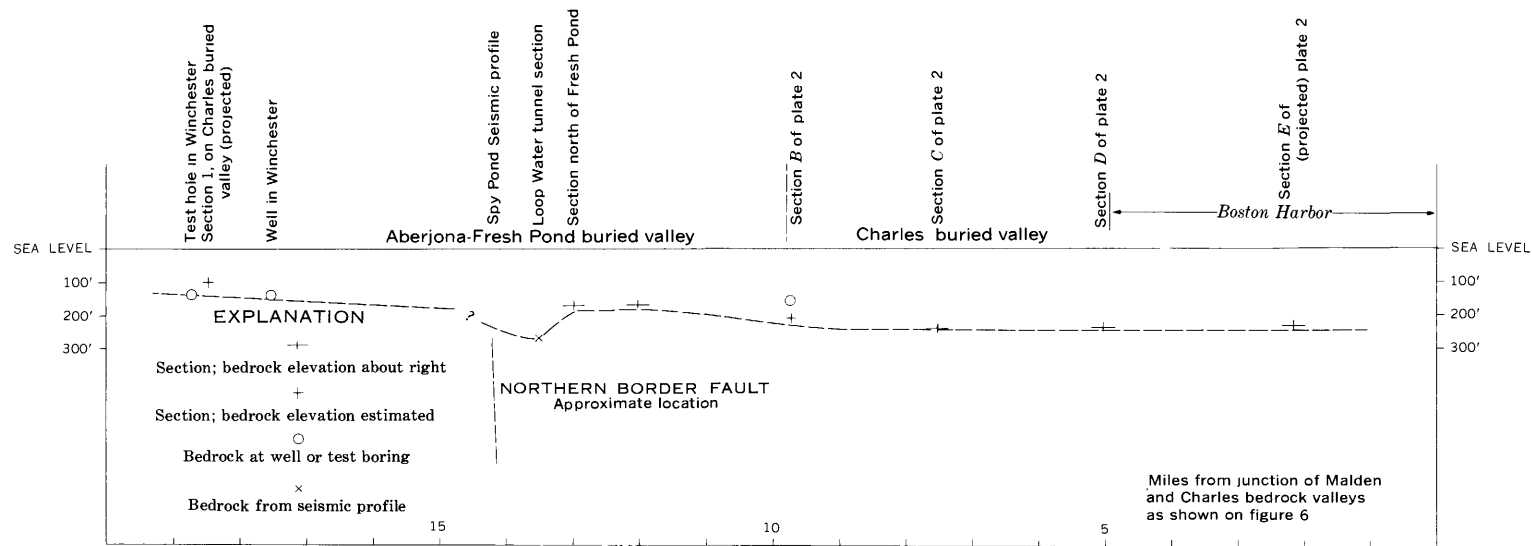 Test hole in Winchester
Section 1, on Charles buried
valley (projected)
Well in Winchester
Spy Pond Seismic profile
Loop Water tunnel section
Section north of Fresh Pond
Section B of plate 2
Section C of plate 2
Section D of plate 2
Section E of
(projected) plate 2
Boston Harbor
Aberjona-Fresh Pond buried valley
Charles buried valley
SEA LEVEL
SEA LEVEL
100'
200'
300'
100'
200'
300'
?
EXPLANATION
Section; bedrock elevation about right
Section; bedrock elevation estimated
Bedrock at well or test boring
Bedrock from seismic profile
NORTHERN BORDER FAULT
Approximate location
Miles from junction of Malden
and Charles bedrock valleys
as shown on figure 6
15
10
5